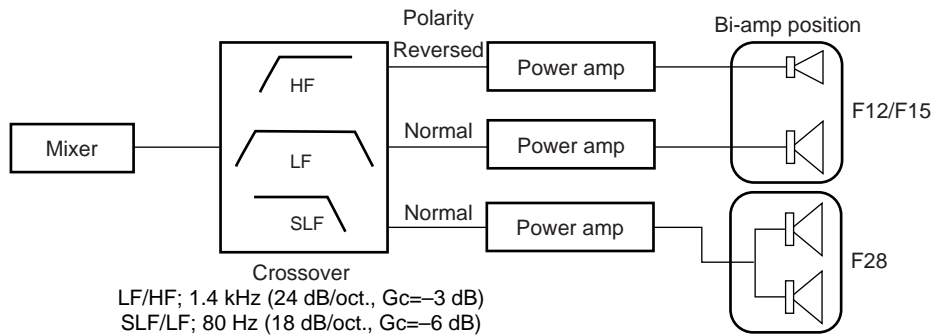 Polarity
Bi-amp position
Reversed
Power amp
HF
F12/F15
Normal
Mixer
Power amp
LF
Normal
Power amp
SLF
F28
Crossover
LF/HF; 1.4 kHz (24 dB/oct., Gc=–3 dB)
SLF/LF; 80 Hz (18 dB/oct., Gc=–6 dB)